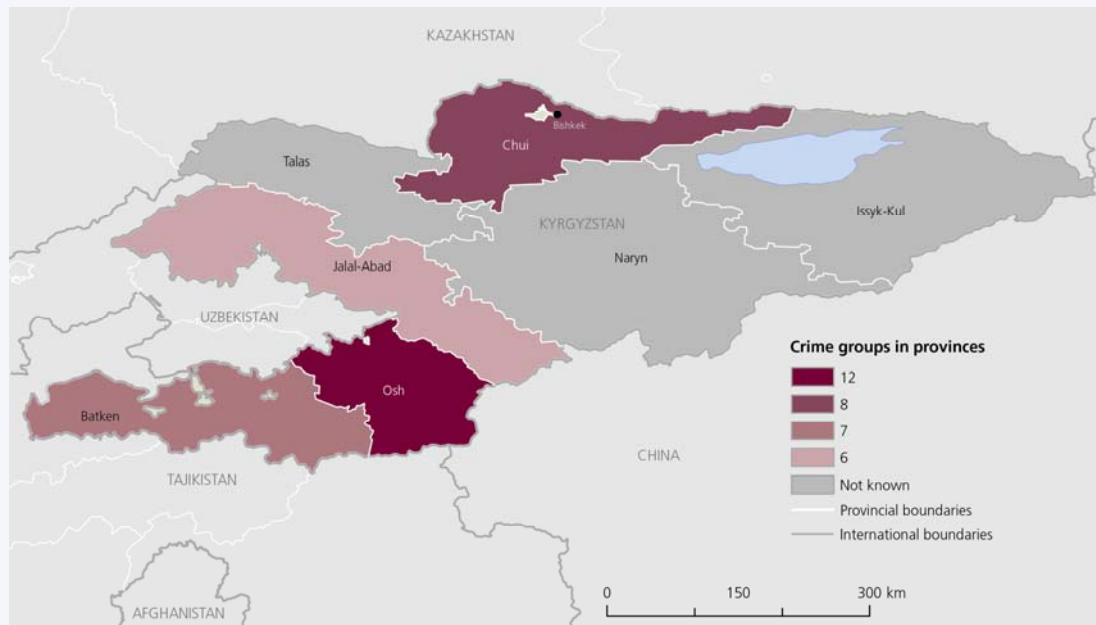 KAZAKHSTAN
Bishkek
Chui
Talas
Issyk-Kul
KYRGYZSTAN
Naryn
Jalal-Abad
UZBEKISTAN
Osh
Batken
CHINA
TAJIKISTAN
AFGHANISTAN
Crime groups in provinces
12
8
7
6
Not known
Provincial boundaries
International boundaries
0 150 300 km